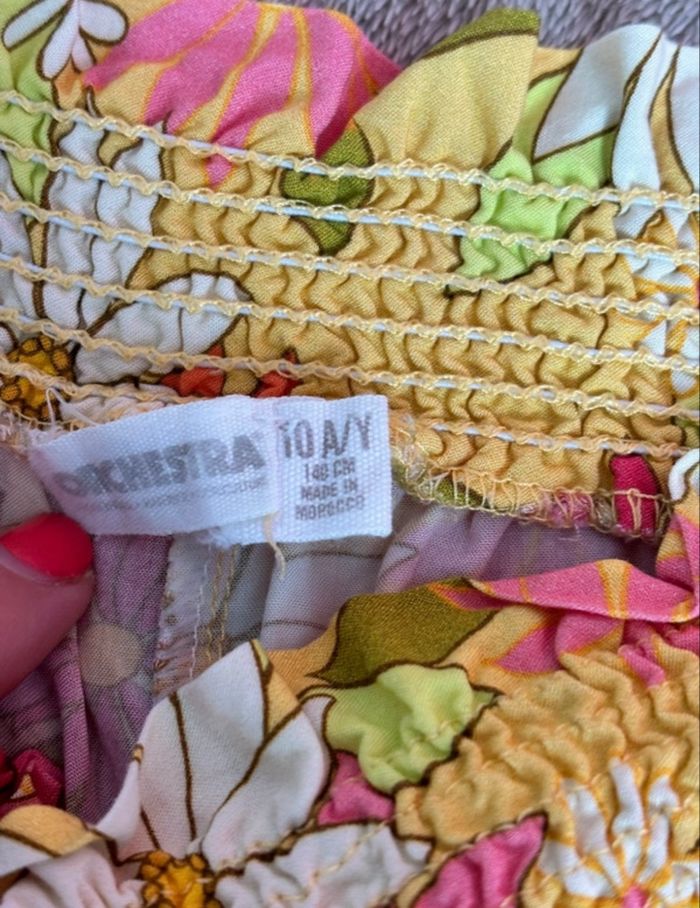 ORCHESTRA
10 A/Y
140 CM
MADE IN
MOROCCO